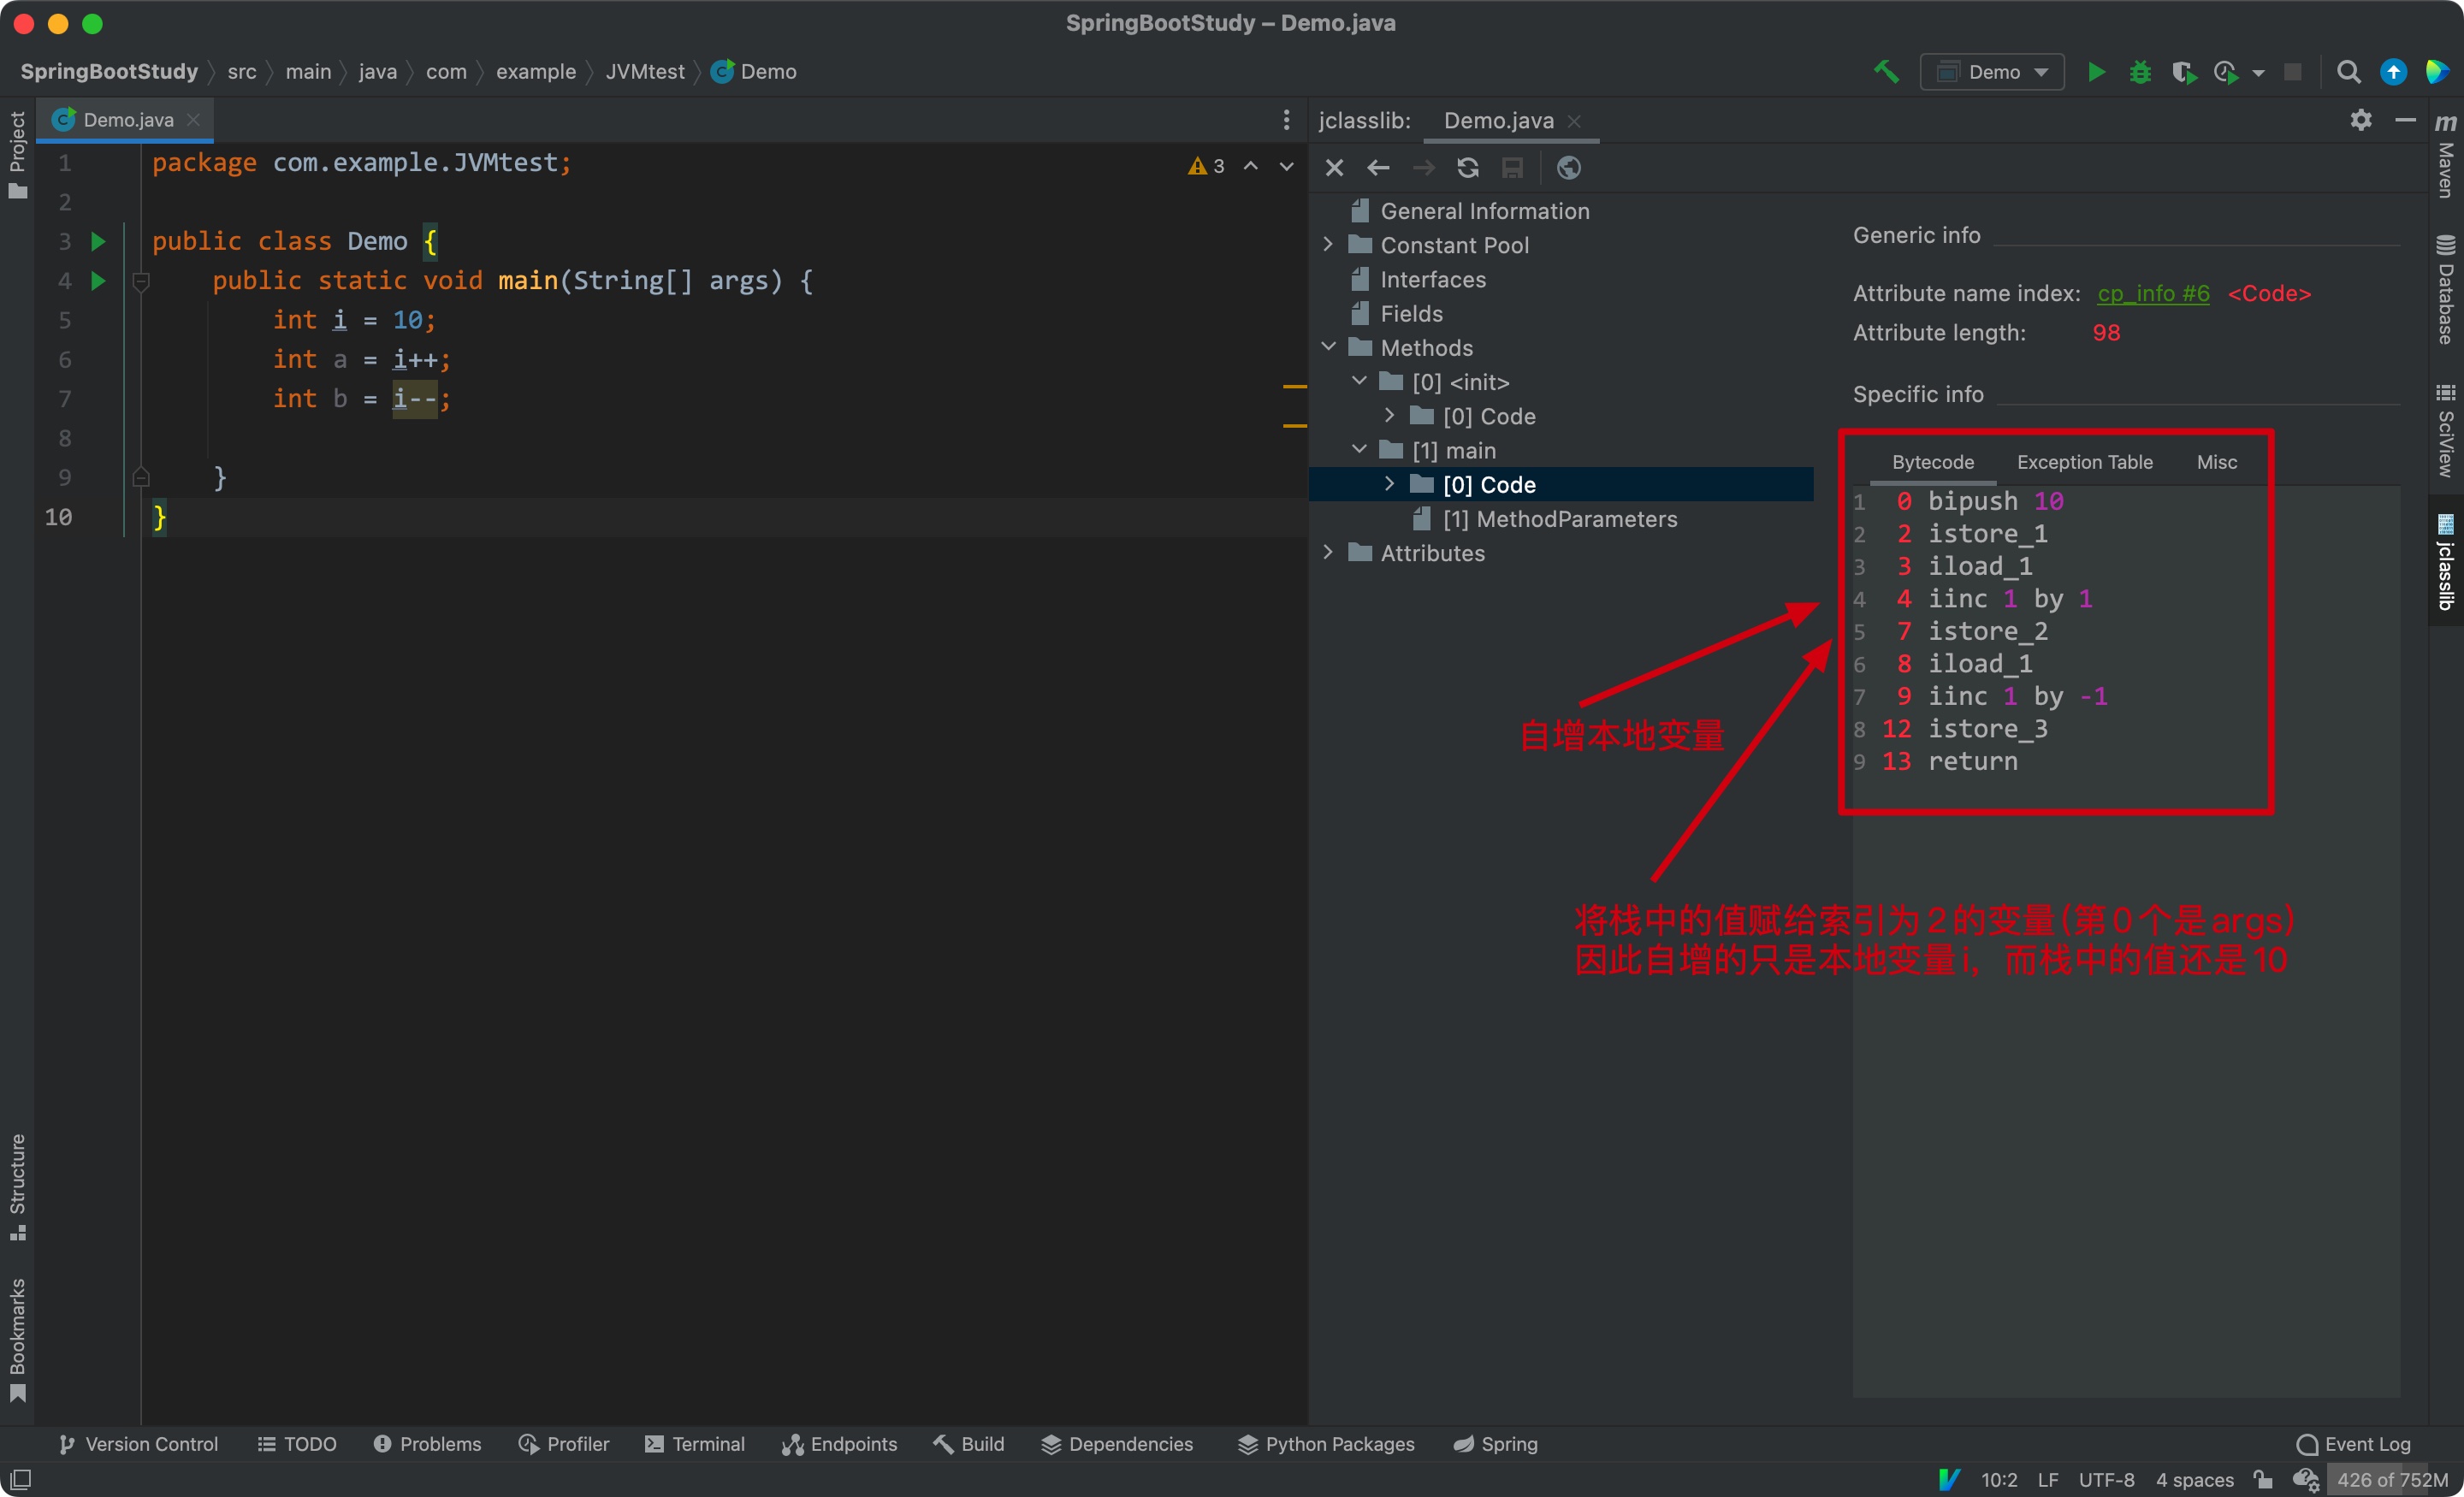 SpringBootStudy – Demo.java
SpringBootStudy src main java com example JVMtest Demo
Demo
Project
Demo.java
1 package com.example.JVMtest;
3
2
3 public class Demo {
4 public static void main(String[] args) {
5 int i = 10;
6 int a = i++;
7 int b = i--;
8
9 }
10 }
jclasslib: Demo.java
General Information
Constant Pool
Interfaces
Fields
Methods
[0] <init>
[0] Code
[1] main
[0] Code
[1] MethodParameters
Attributes
Generic info
Attribute name index: cp_info #6 <Code>
Attribute length: 98
Specific info
Bytecode Exception Table Misc
1 0 bipush 10
2 2 istore_1
3 3 iload_1
4 4 iinc 1 by 1
5 7 istore_2
6 8 iload_1
7 9 iinc 1 by -1
8 12 istore_3
9 13 return
自增本地变量
将栈中的值赋给索引为2的变量(第0个是args)
因此自增的只是本地变量i, 而栈中的值还是10
m Maven
Database
SciView
jclasslib
Structure
Bookmarks
Version Control TODO Problems Profiler Terminal Endpoints Build Dependencies Python Packages Spring Event Log
10:2 LF UTF-8 4 spaces 426 of 752M